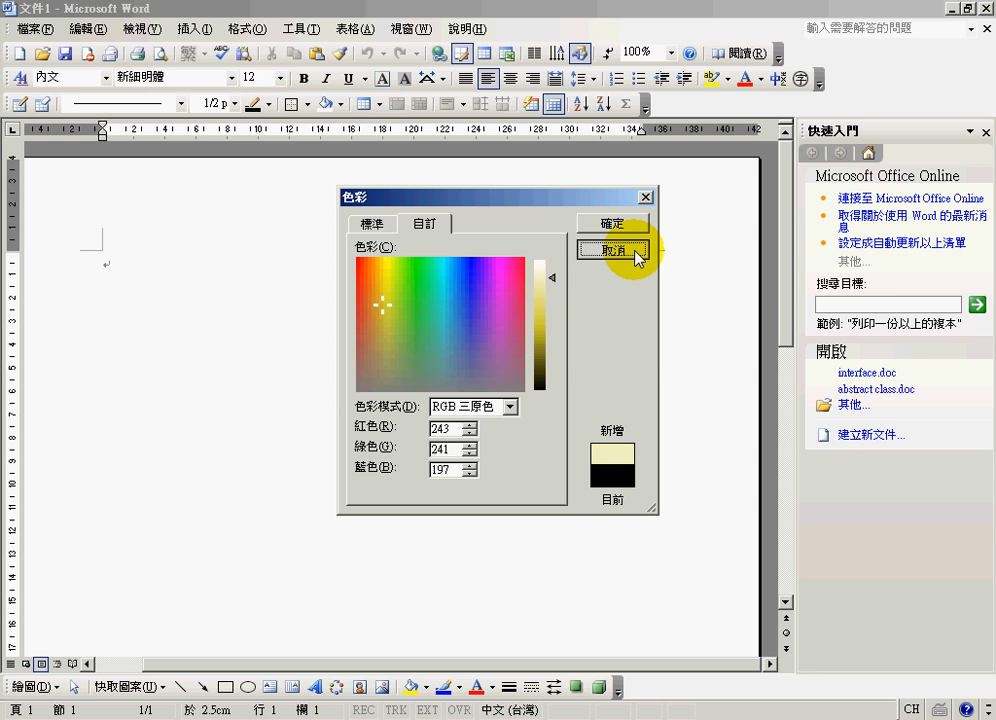 文件1 - Microsoft Word
檔案(F) 編輯(E) 檢視(V) 插入(I) 格式(O) 工具(T) 表格(A) 視窗(W) 說明(H) 輸入需要解答的問題
100% 閱讀(R)
內文 新細明體 12 B I U A A A
1/2 p
快速入門
Microsoft Office Online
連接至 Microsoft Office Online
取得關於使用 Word 的最新消
息
設定成自動更新以上清單
其他...
搜尋目標:
範例: "列印一份以上的複本"
開啟
interface.doc
abstract class.doc
其他...
建立新文件...
色彩
標準 自訂 確定
取消
色彩(C):
色彩模式(D): RGB 三原色
紅色(R): 243
綠色(G): 241
藍色(B): 197
新增
目前
繪圖(D) 快取圖案(U)
頁 1 節 1 1/1 於 2.5cm 行 1 欄 1 REC TRK EXT OVR 中文 (台灣) CH